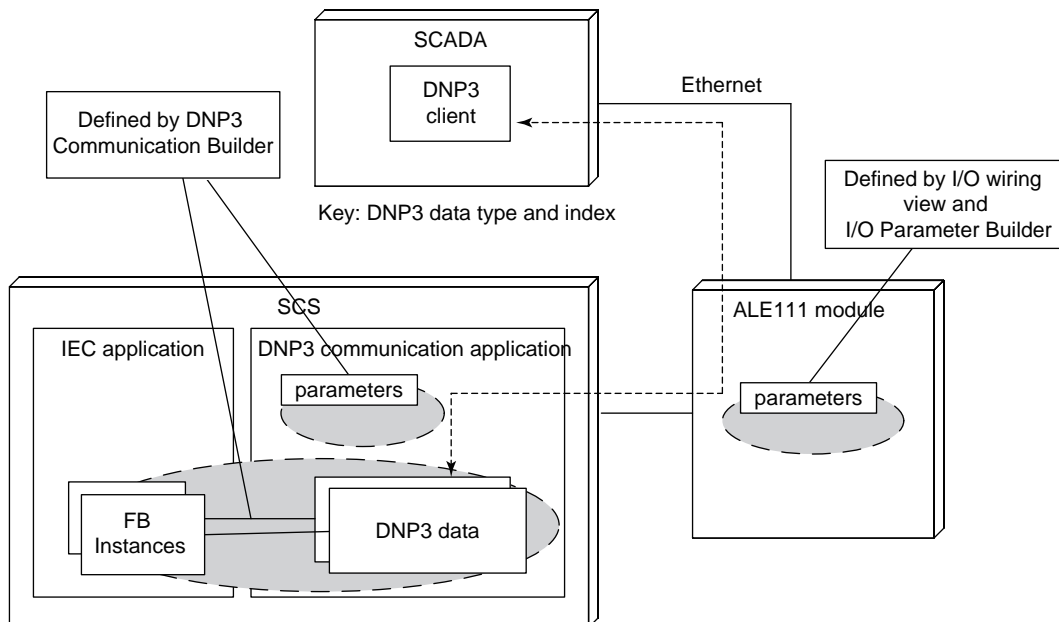 SCADA
DNP3
client
Ethernet
Defined by DNP3
Communication Builder
Defined by I/O wiring
view and
I/O Parameter Builder
Key: DNP3 data type and index
SCS
ALE111 module
IEC application
DNP3 communication application
parameters
parameters
FB
Instances
DNP3 data